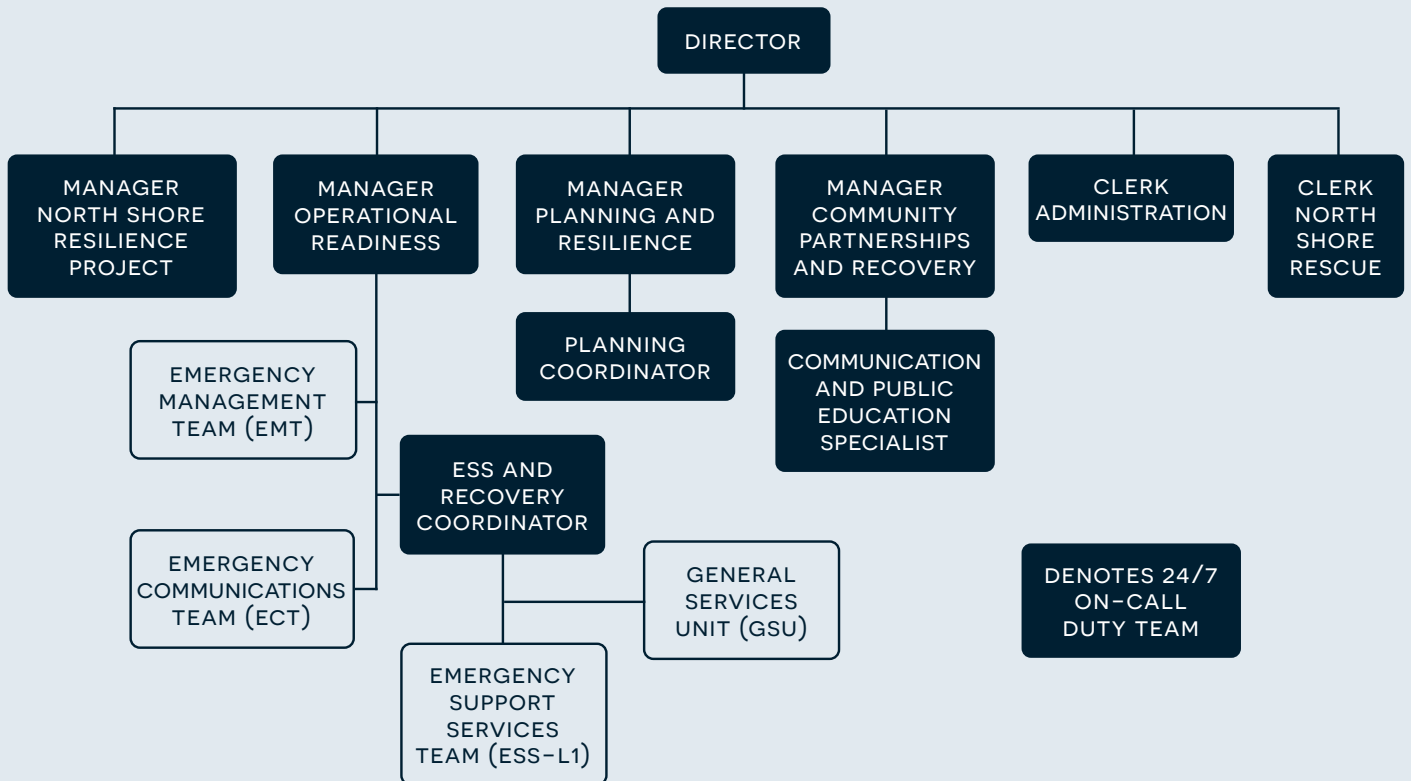 DIRECTOR
MANAGER
NORTH SHORE
RESILIENCE
PROJECT
MANAGER
OPERATIONAL
READINESS
MANAGER
PLANNING AND
RESILIENCE
MANAGER
COMMUNITY
PARTNERSHIPS
AND RECOVERY
CLERK
ADMINISTRATION
CLERK
NORTH
SHORE
RESCUE
PLANNING
COORDINATOR
COMMUNICATION
AND PUBLIC
EDUCATION
SPECIALIST
EMERGENCY
MANAGEMENT
TEAM (EMT)
ESS AND
RECOVERY
COORDINATOR
EMERGENCY
COMMUNICATIONS
TEAM (ECT)
GENERAL
SERVICES
UNIT (GSU)
DENOTES 24/7
ON-CALL
DUTY TEAM
EMERGENCY
SUPPORT
SERVICES
TEAM (ESS-L1)